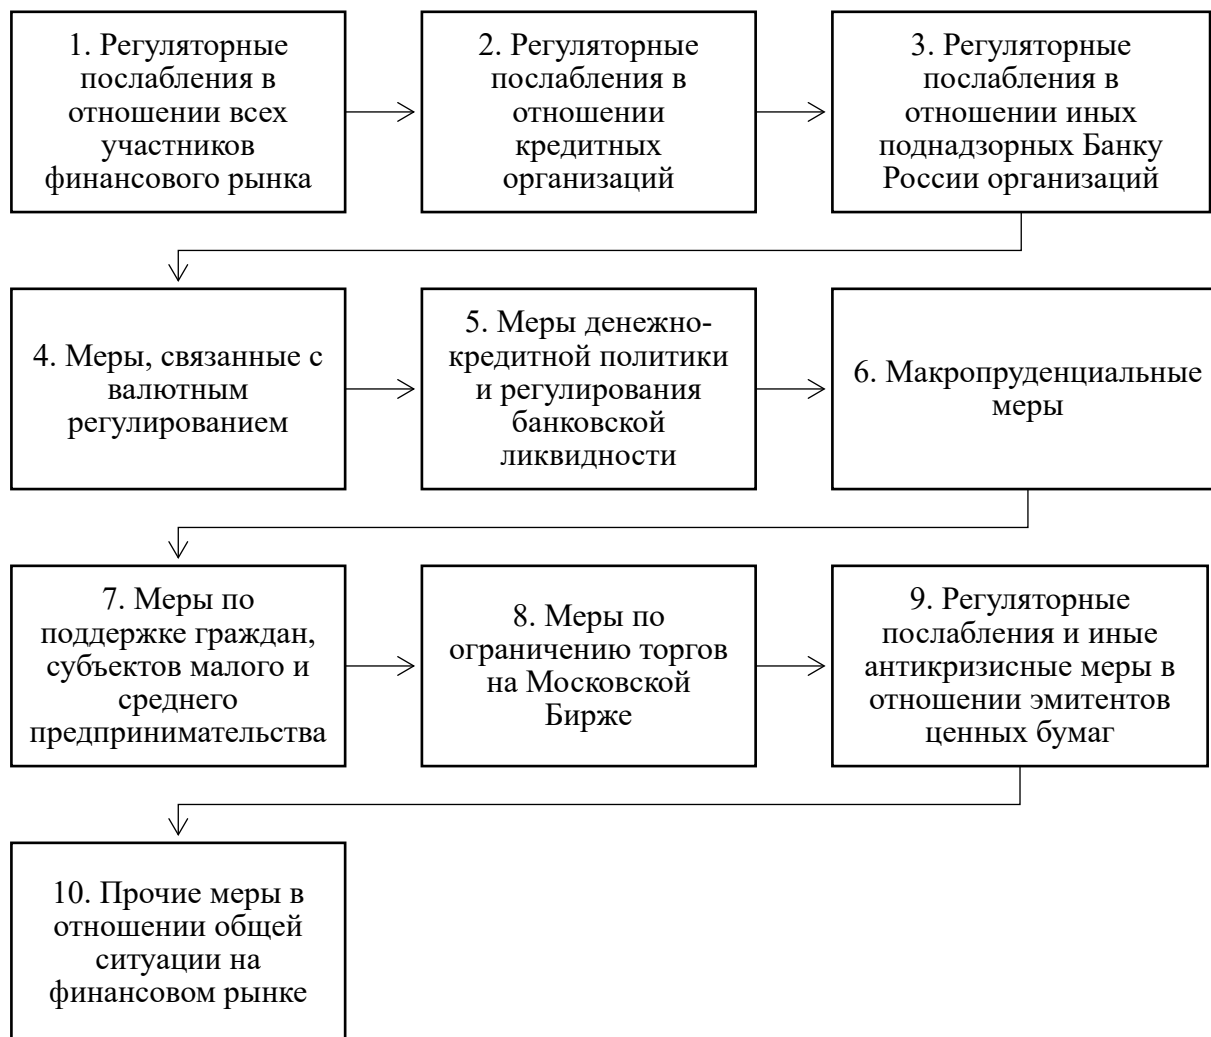 1. Регуляторные
послабления в
отношении всех
участников
финансового рынка
2. Регуляторные
послабления в
отношении
кредитных
организаций
3. Регуляторные
послабления в
отношении иных
поднадзорных Банку
России организаций
4. Меры, связанные с
валютным
регулированием
5. Меры денежно-
кредитной политики
и регулирования
банковской
ликвидности
6. Макропруденциальные
меры
7. Меры по
поддержке граждан,
субъектов малого и
среднего
предпринимательства
8. Меры по
ограничению торгов
на Московской
Бирже
9. Регуляторные
послабления и иные
антикризисные меры в
отношении эмитентов
ценных бумаг
10. Прочие меры в
отношении общей
ситуации на
финансовом рынке